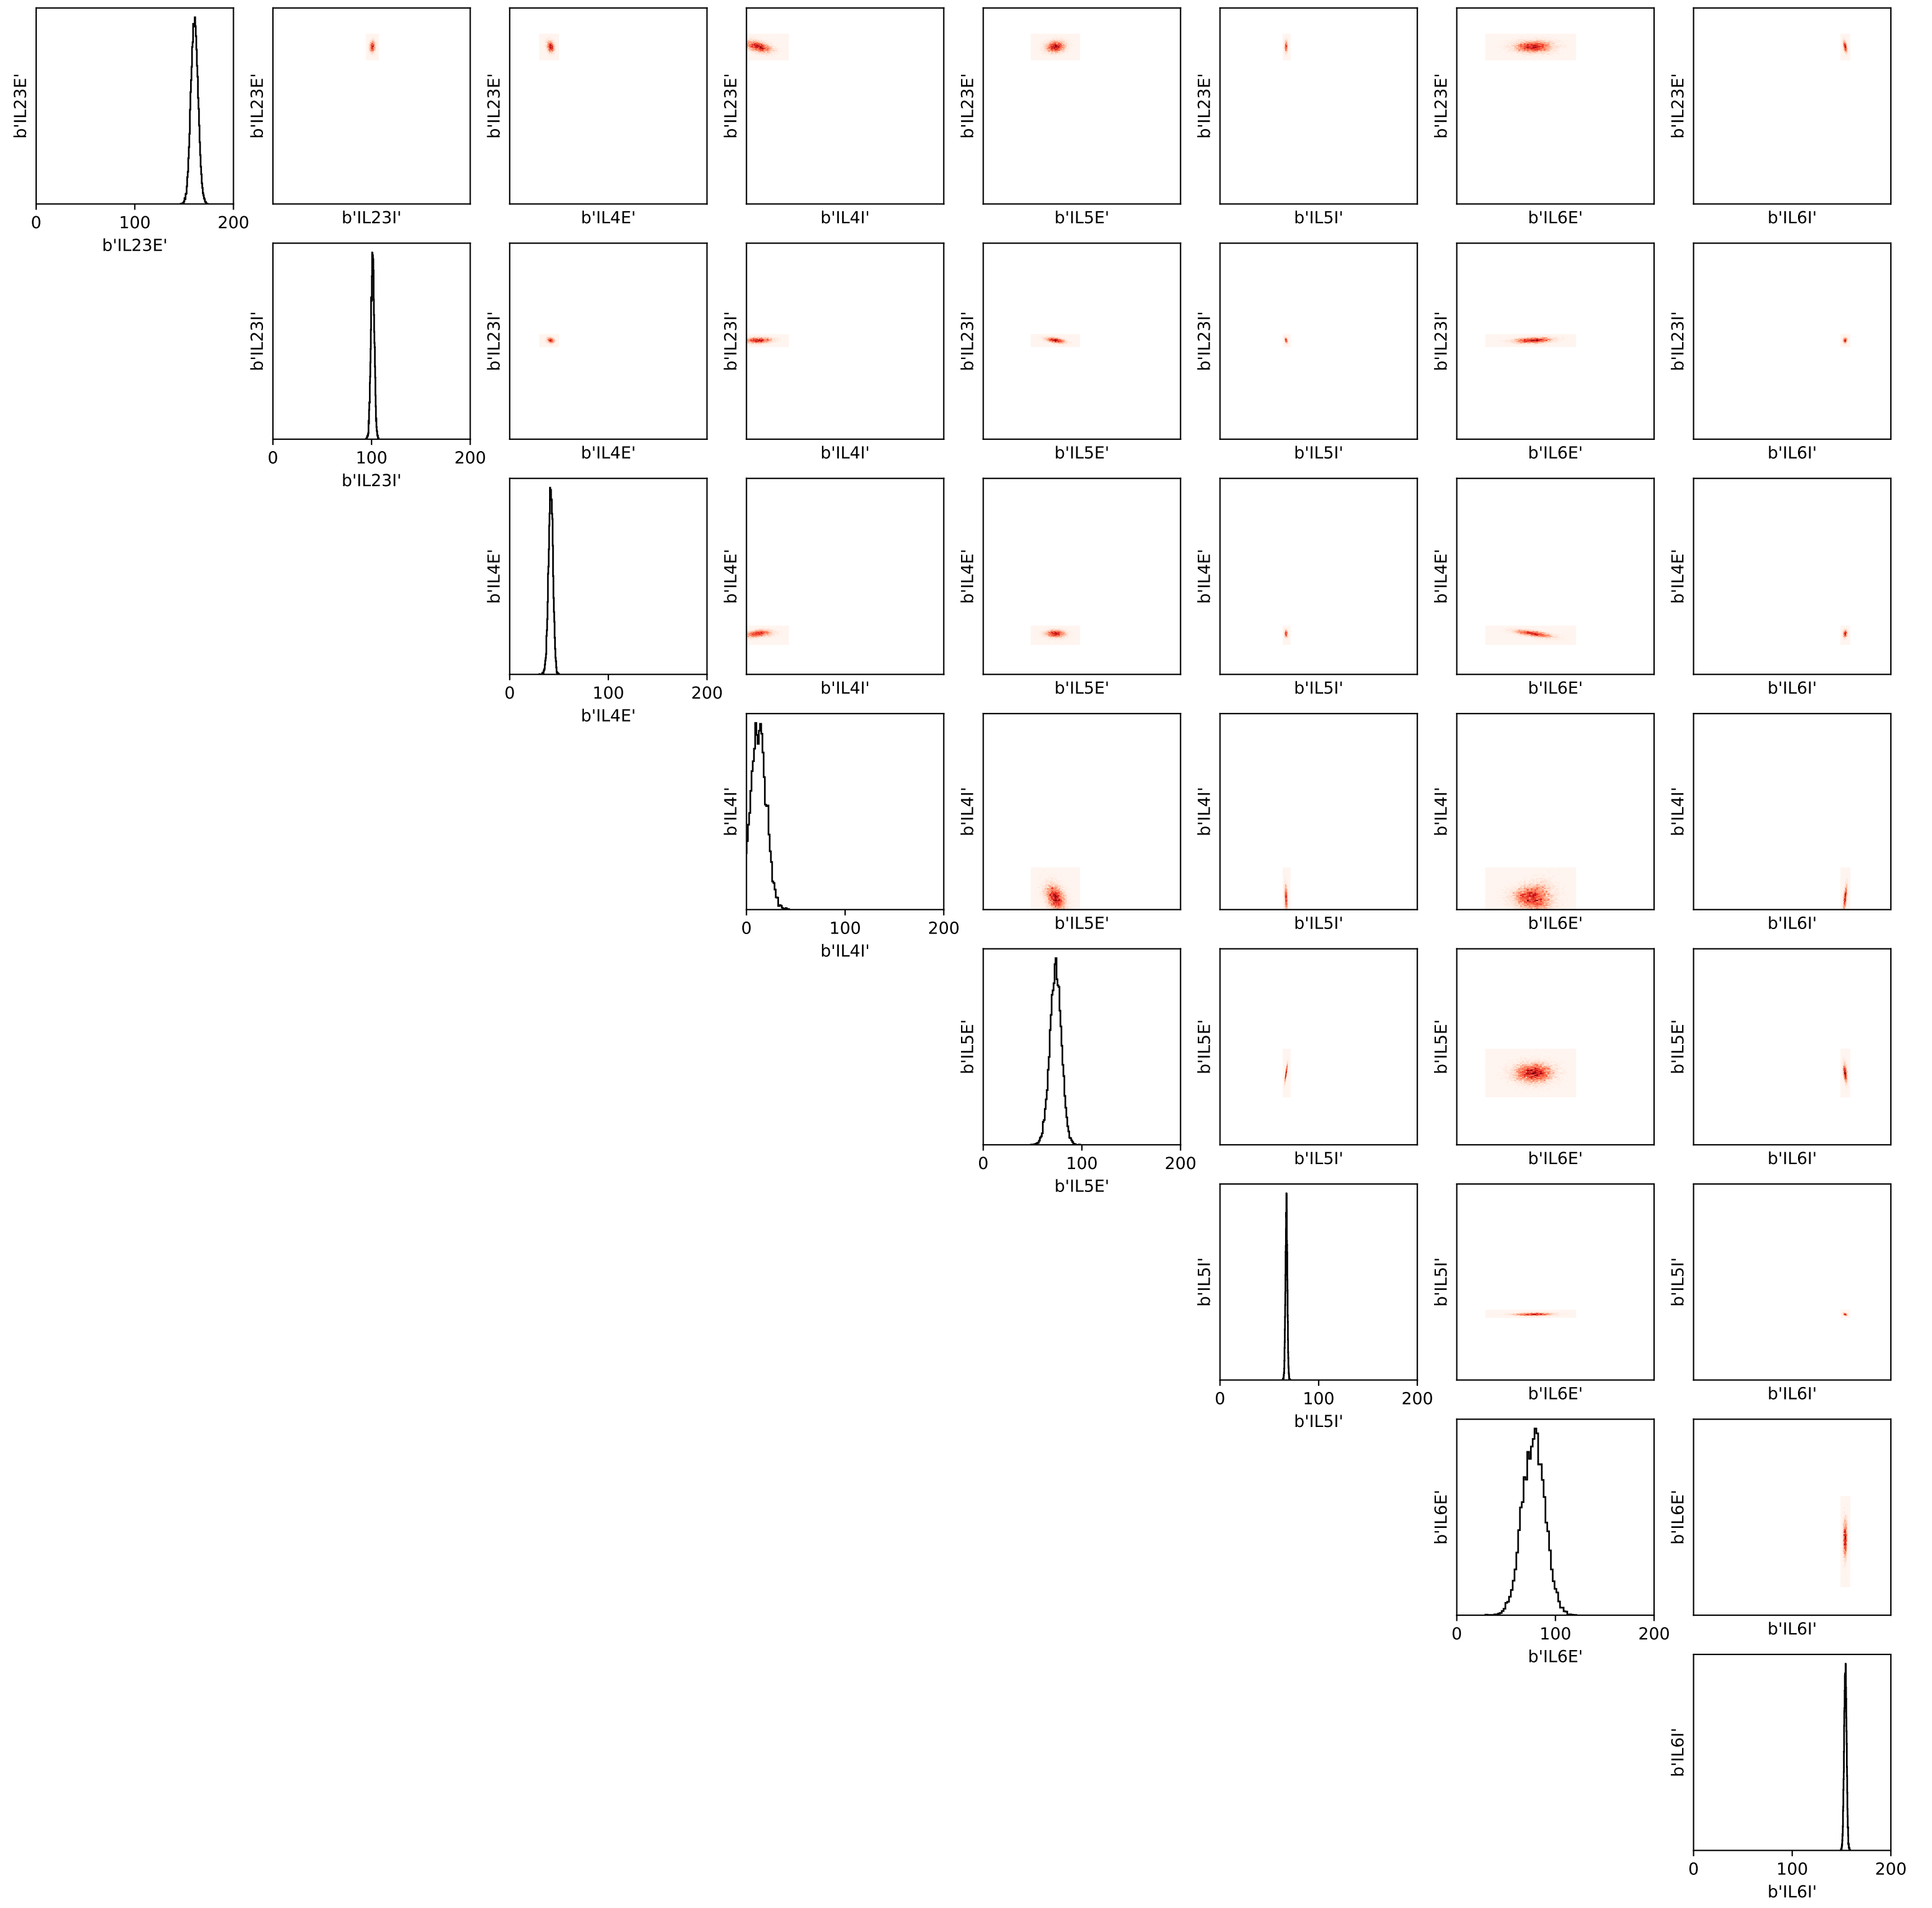 b'IL23E' b'IL23E' b'IL23E' b'IL23E' b'IL23E' b'IL23E' b'IL23E' b'IL23E'
b'IL23I' b'IL4E' b'IL4I' b'IL5E' b'IL5I' b'IL6E' b'IL6I'
0 100 200
b'IL23E'
b'IL23I' b'IL23I' b'IL23I' b'IL23I' b'IL23I' b'IL23I' b'IL23I'
b'IL4E' b'IL4I' b'IL5E' b'IL5I' b'IL6E' b'IL6I'
0 100 200
b'IL23I'
b'IL4E' b'IL4E' b'IL4E' b'IL4E' b'IL4E' b'IL4E'
b'IL4I' b'IL5E' b'IL5I' b'IL6E' b'IL6I'
0 100 200
b'IL4E'
b'IL4I' b'IL4I' b'IL4I' b'IL4I' b'IL4I'
b'IL5E' b'IL5I' b'IL6E' b'IL6I'
0 100 200
b'IL4I'
b'IL5E' b'IL5E' b'IL5E' b'IL5E'
b'IL5I' b'IL6E' b'IL6I'
0 100 200
b'IL5E'
b'IL5I' b'IL5I' b'IL5I'
b'IL6E' b'IL6I'
0 100 200
b'IL5I'
b'IL6E' b'IL6E'
b'IL6I'
0 100 200
b'IL6E'
b'IL6I'
0 100 200
b'IL6I'